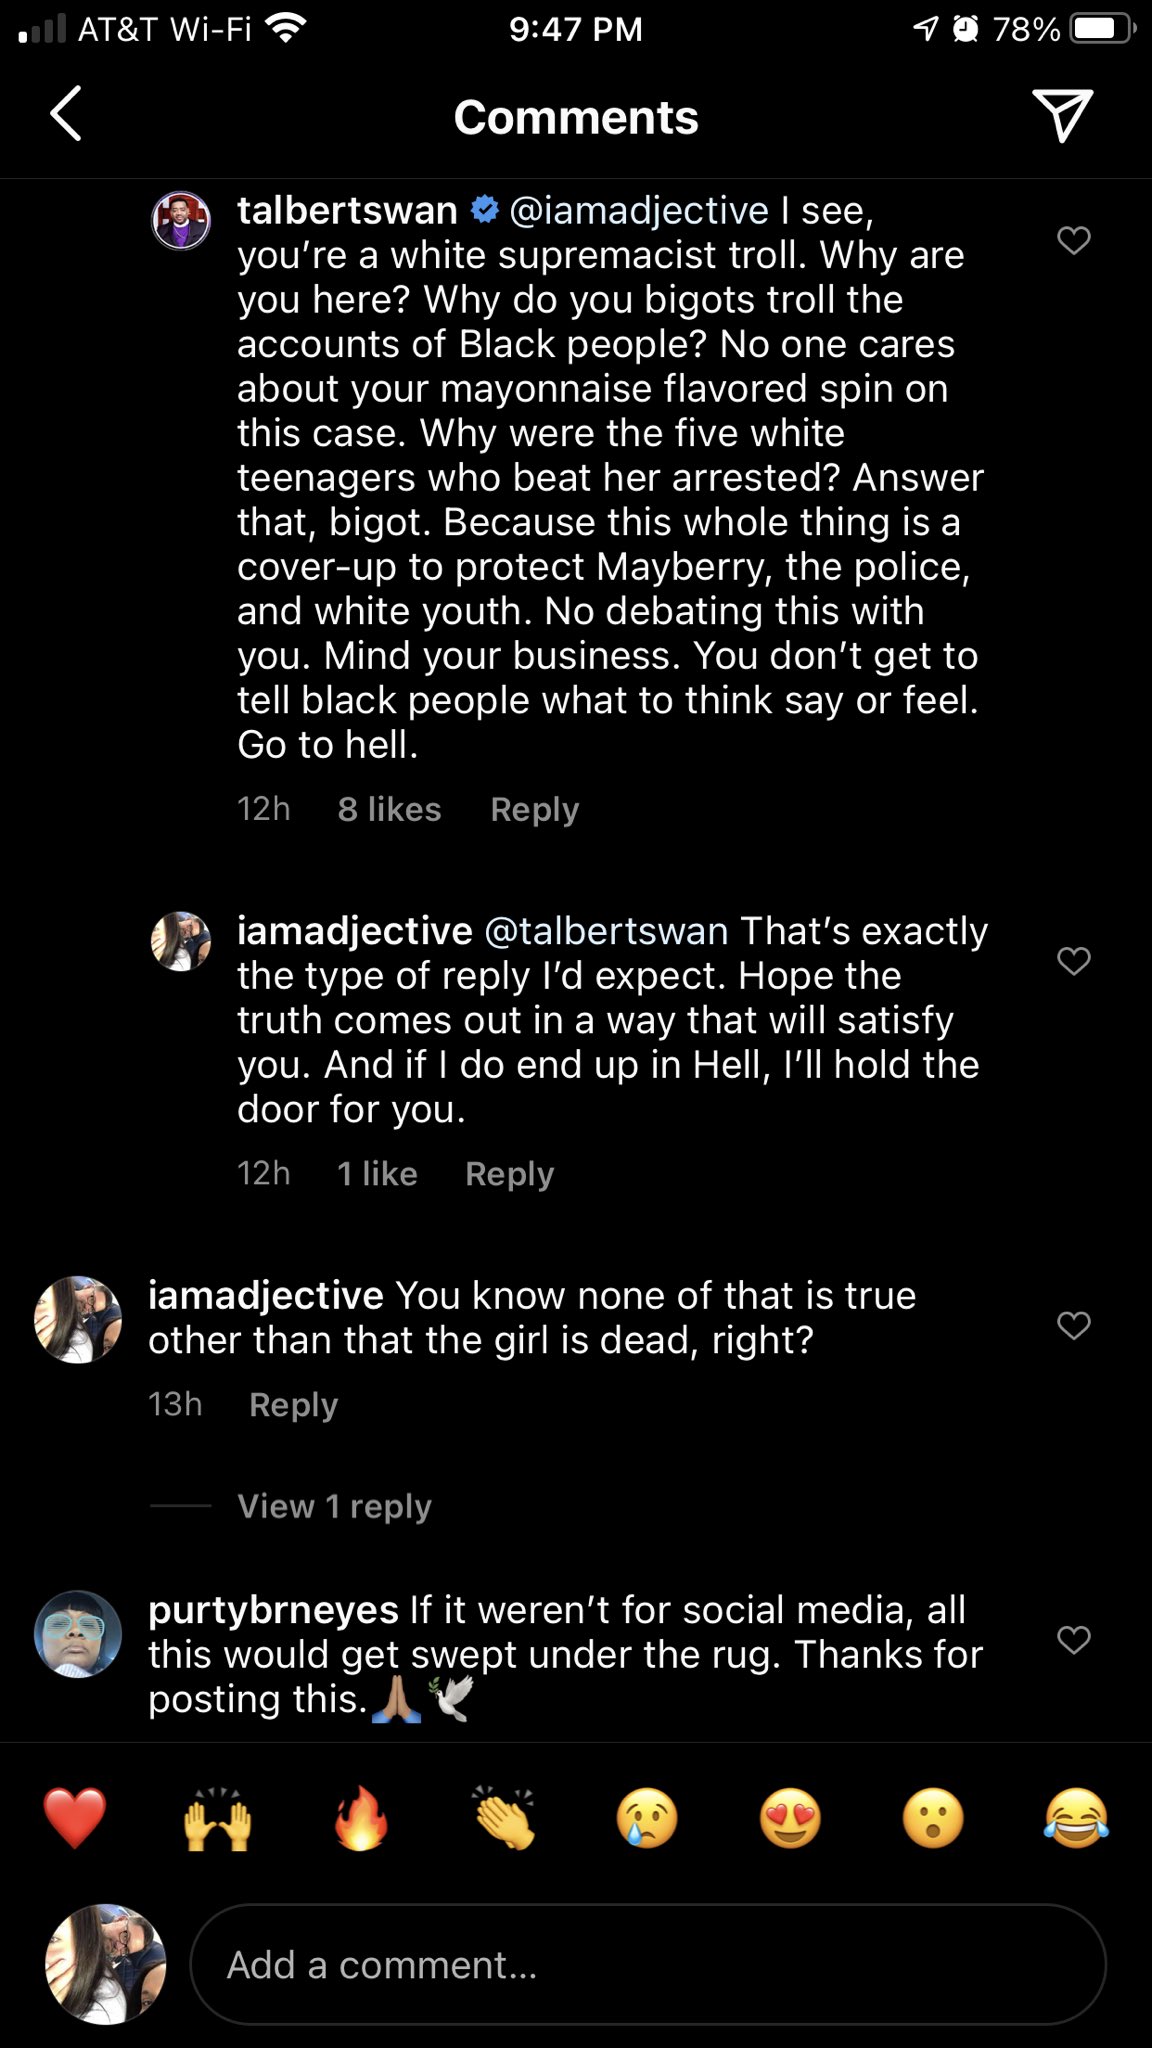 AT&T Wi-Fi 9:47 PM 78%
Comments
talbertswan @iamadjective I see,
you’re a white supremacist troll. Why are
you here? Why do you bigots troll the
accounts of Black people? No one cares
about your mayonnaise flavored spin on
this case. Why were the five white
teenagers who beat her arrested? Answer
that, bigot. Because this whole thing is a
cover-up to protect Mayberry, the police,
and white youth. No debating this with
you. Mind your business. You don’t get to
tell black people what to think say or feel.
Go to hell.
12h 8 likes Reply
iamadjective @talbertswan That’s exactly
the type of reply I’d expect. Hope the
truth comes out in a way that will satisfy
you. And if I do end up in Hell, I’ll hold the
door for you.
12h 1 like Reply
iamadjective You know none of that is true
other than that the girl is dead, right?
13h Reply
View 1 reply
purtybrneyes If it weren’t for social media, all
this would get swept under the rug. Thanks for
posting this.🙏🏽🕊
❤️ 🙌 🔥 👏 😢 😍 😮 😂
Add a comment...